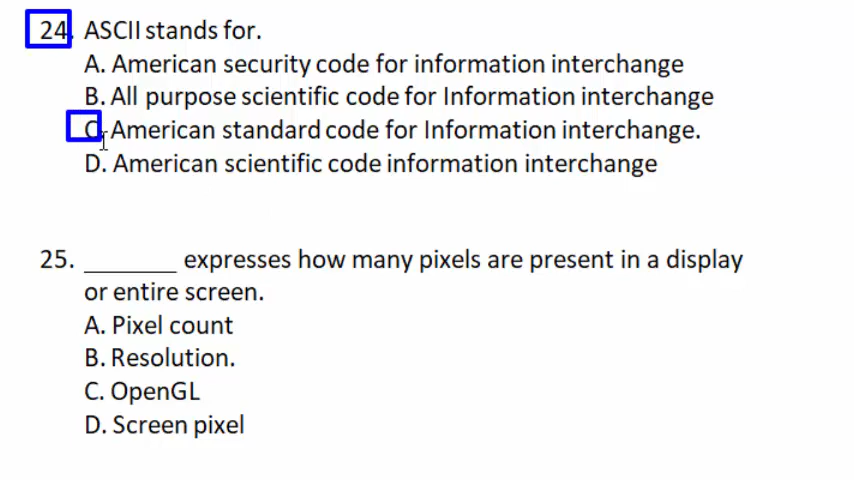 24. ASCII stands for.
A. American security code for information interchange
B. All purpose scientific code for Information interchange
C. American standard code for Information interchange.
D. American scientific code information interchange
25. _______ expresses how many pixels are present in a display
or entire screen.
A. Pixel count
B. Resolution.
C. OpenGL
D. Screen pixel